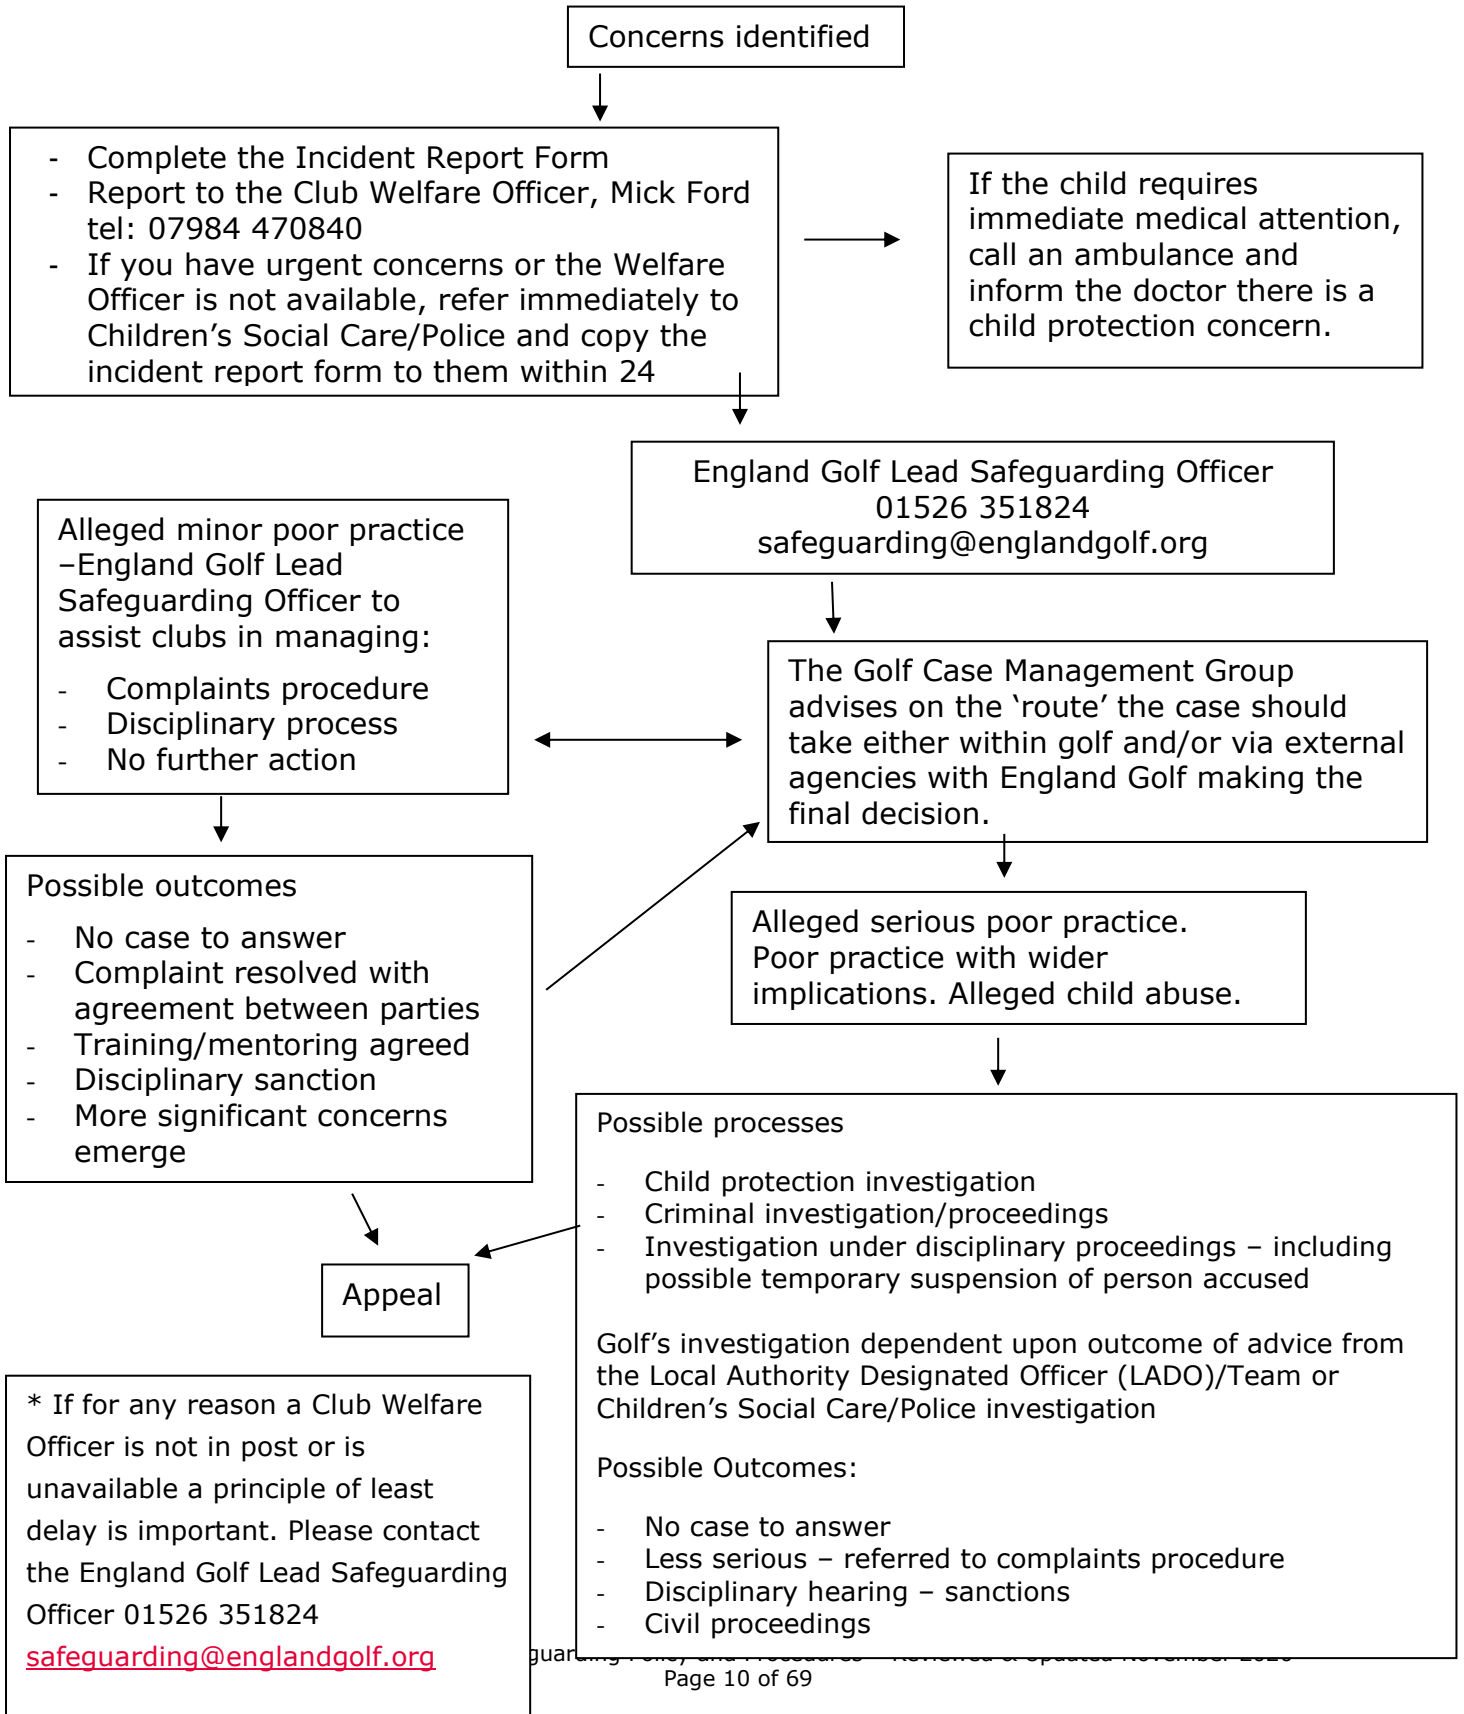 Concerns identified
- Complete the Incident Report Form
- Report to the Club Welfare Officer, Mick Ford
tel: 07984 470840
- If you have urgent concerns or the Welfare
Officer is not available, refer immediately to
Children’s Social Care/Police and copy the
incident report form to them within 24
If the child requires
immediate medical attention,
call an ambulance and
inform the doctor there is a
child protection concern.
England Golf Lead Safeguarding Officer
01526 351824
safeguarding@englandgolf.org
Alleged minor poor practice
–England Golf Lead
Safeguarding Officer to
assist clubs in managing:
- Complaints procedure
- Disciplinary process
- No further action
The Golf Case Management Group
advises on the ‘route’ the case should
take either within golf and/or via external
agencies with England Golf making the
final decision.
Possible outcomes
- No case to answer
- Complaint resolved with
agreement between parties
- Training/mentoring agreed
- Disciplinary sanction
- More significant concerns
emerge
Alleged serious poor practice.
Poor practice with wider
implications. Alleged child abuse.
Possible processes
- Child protection investigation
- Criminal investigation/proceedings
- Investigation under disciplinary proceedings – including
possible temporary suspension of person accused
Golf’s investigation dependent upon outcome of advice from
the Local Authority Designated Officer (LADO)/Team or
Children’s Social Care/Police investigation
Possible Outcomes:
- No case to answer
- Less serious – referred to complaints procedure
- Disciplinary hearing – sanctions
- Civil proceedings
Appeal
* If for any reason a Club Welfare
Officer is not in post or is
unavailable a principle of least
delay is important. Please contact
the England Golf Lead Safeguarding
Officer 01526 351824
safeguarding@englandgolf.org
Page 10 of 69